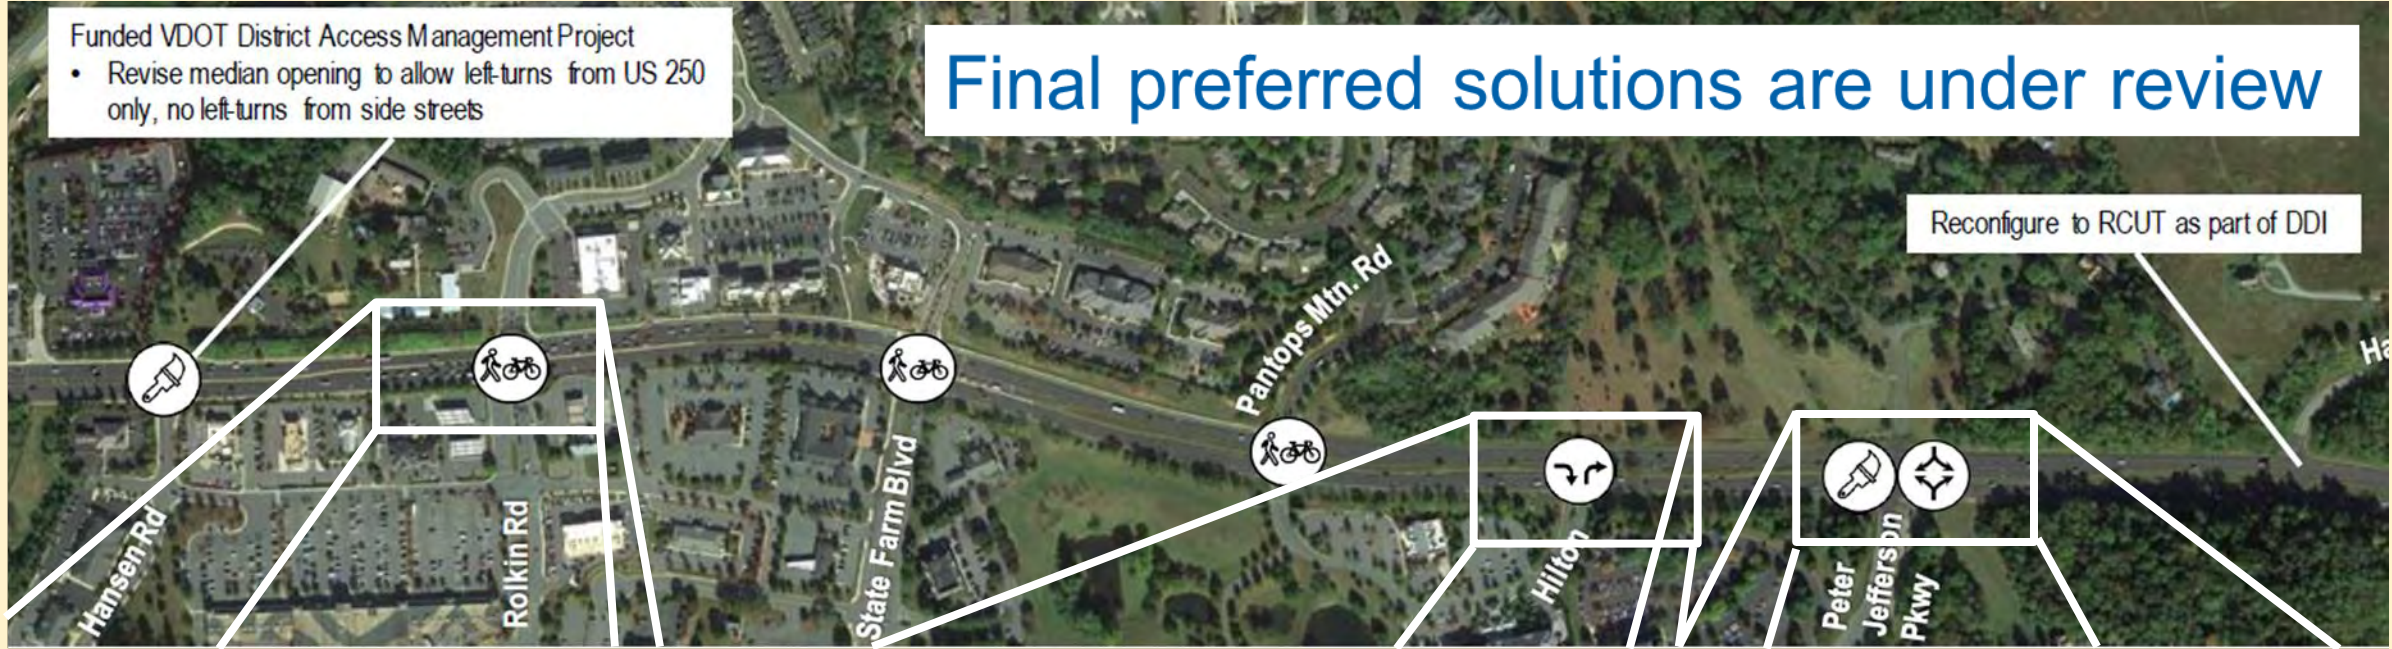 Funded VDOT District Access Management Project
• Revise median opening to allow left-turns from US 250
only, no left-turns from side streets
Final preferred solutions are under review
Reconfigure to RCUT as part of DDI
Pantops Mtn. Rd
Ha
Hansen Rd
Rolkin Rd
State Farm Blvd
Hilton
Peter
Jefferson
Pkwy